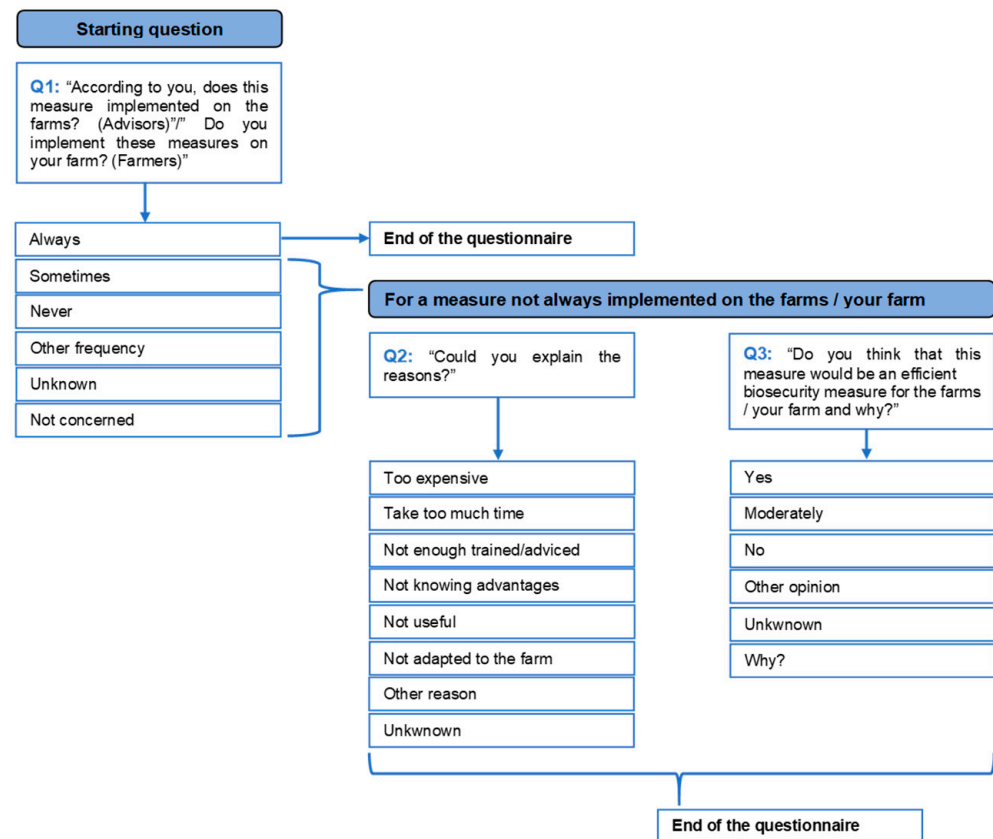 Starting question
Q1: “According to you, does this
measure implemented on the
farms? (Advisors)”/” Do you
implement these measures on
your farm? (Farmers)”
Always
End of the questionnaire
Sometimes
Never
Other frequency
Unknown
Not concerned
For a measure not always implemented on the farms / your farm
Q2: “Could you explain the
reasons?”
Too expensive
Take too much time
Not enough trained/adviced
Not knowing advantages
Not useful
Not adapted to the farm
Other reason
Unkwnown
Q3: “Do you think that this
measure would be an efficient
biosecurity measure for the farms
/ your farm and why?”
Yes
Moderately
No
Other opinion
Unkwnown
Why?
End of the questionnaire